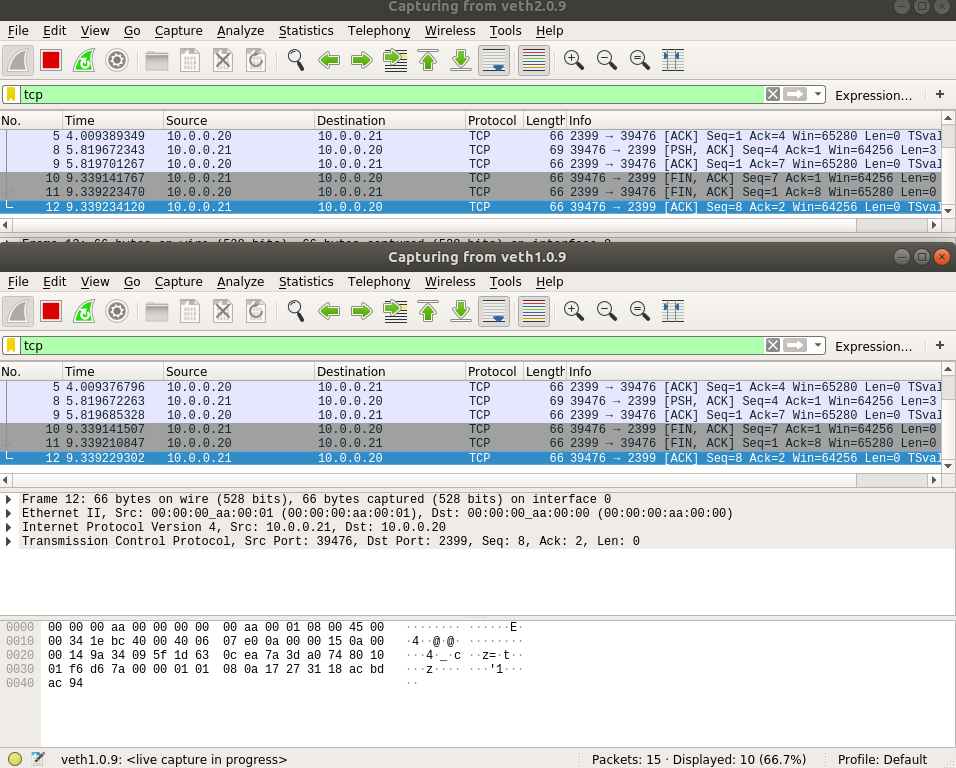 Capturing from veth2.0.9
File Edit View Go Capture Analyze Statistics Telephony Wireless Tools Help
tcp Expression... +
No. Time Source Destination Protocol Length Info
5 4.009389349 10.0.0.20 10.0.0.21 TCP 66 2399 → 39476 [ACK] Seq=1 Ack=4 Win=65280 Len=0 TSval
8 5.819672343 10.0.0.20 10.0.0.21 TCP 69 2399 → 39476 [PSH, ACK] Seq=4 Ack=1 Win=64256 Len=3
9 5.819701267 10.0.0.20 10.0.0.21 TCP 66 2399 → 39476 [ACK] Seq=1 Ack=7 Win=65280 Len=0 TSval
10 9.339141767 10.0.0.21 10.0.0.20 TCP 66 39476 → 2399 [FIN, ACK] Seq=7 Ack=1 Win=64256 Len=0
11 9.339223470 10.0.0.20 10.0.0.21 TCP 66 2399 → 39476 [FIN, ACK] Seq=1 Ack=8 Win=65280 Len=0
12 9.339234120 10.0.0.21 10.0.0.20 TCP 66 39476 → 2399 [ACK] Seq=8 Ack=2 Win=64256 Len=0 TSval
Frame 12: 66 bytes on wire (528 bits), 66 bytes captured (528 bits) on interface 0
Capturing from veth1.0.9
File Edit View Go Capture Analyze Statistics Telephony Wireless Tools Help
tcp Expression... +
No. Time Source Destination Protocol Length Info
5 4.009376796 10.0.0.20 10.0.0.21 TCP 66 2399 → 39476 [ACK] Seq=1 Ack=4 Win=65280 Len=0 TSval
8 5.819672263 10.0.0.20 10.0.0.21 TCP 69 2399 → 39476 [PSH, ACK] Seq=4 Ack=1 Win=64256 Len=3
9 5.819685328 10.0.0.20 10.0.0.21 TCP 66 2399 → 39476 [ACK] Seq=1 Ack=7 Win=65280 Len=0 TSval
10 9.339141507 10.0.0.21 10.0.0.20 TCP 66 39476 → 2399 [FIN, ACK] Seq=7 Ack=1 Win=64256 Len=0
11 9.339210847 10.0.0.20 10.0.0.21 TCP 66 2399 → 39476 [FIN, ACK] Seq=1 Ack=8 Win=65280 Len=0
12 9.339229302 10.0.0.21 10.0.0.20 TCP 66 39476 → 2399 [ACK] Seq=8 Ack=2 Win=64256 Len=0 TSval
Frame 12: 66 bytes on wire (528 bits), 66 bytes captured (528 bits) on interface 0
Ethernet II, Src: 00:00:00_aa:00:01 (00:00:00:aa:00:01), Dst: 00:00:00_aa:00:00 (00:00:00:aa:00:00)
Internet Protocol Version 4, Src: 10.0.0.21, Dst: 10.0.0.20
Transmission Control Protocol, Src Port: 39476, Dst Port: 2399, Seq: 8, Ack: 2, Len: 0
0000 00 00 00 aa 00 00 00 00 00 aa 00 01 08 00 45 00 ········ ······E·
0010 00 34 1e bc 40 00 40 06 07 e0 0a 00 00 15 0a 00 ·4··@·@· ········
0020 00 14 9a 34 09 5f 1d 63 0c ea 7a 3d a0 74 80 10 ···4·_·c ··z=·t··
0030 01 f6 d6 7a 00 00 01 01 08 0a 17 27 31 18 ac bd ···z···· ···'1···
0040 ac 94 ··
veth1.0.9: <live capture in progress> Packets: 15 · Displayed: 10 (66.7%) Profile: Default